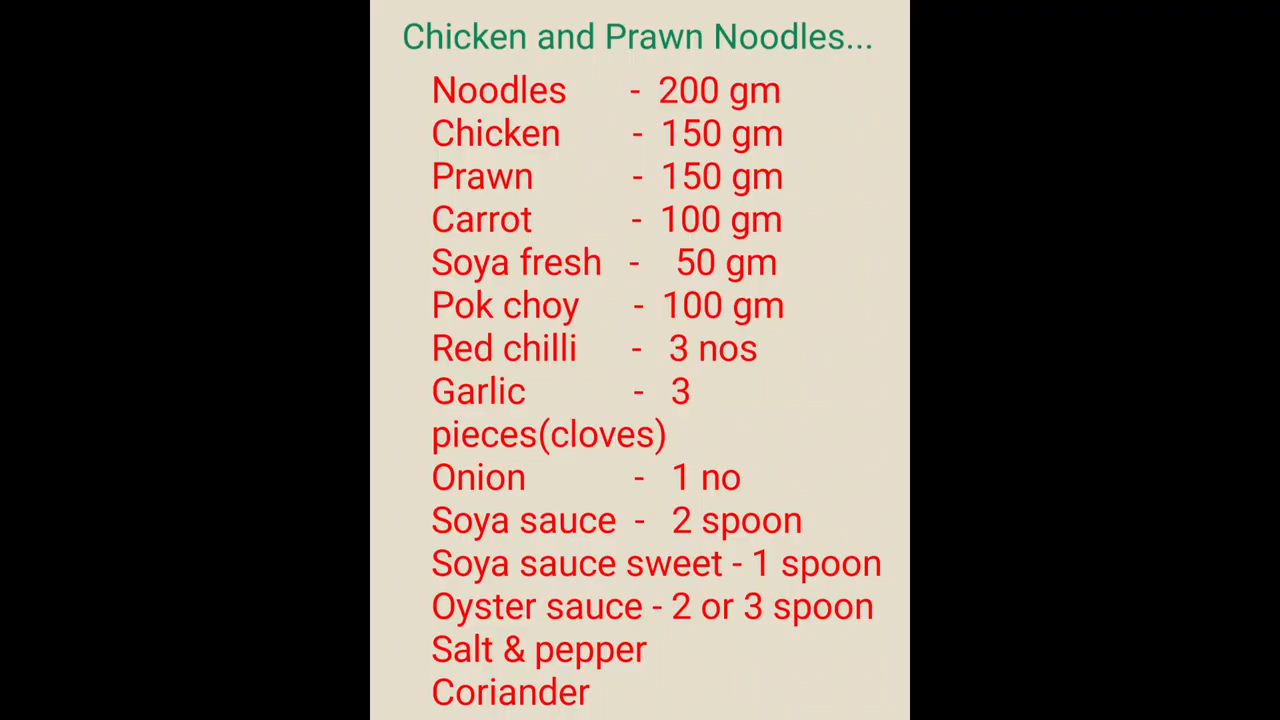 Chicken and Prawn Noodles...
Noodles - 200 gm
Chicken - 150 gm
Prawn - 150 gm
Carrot - 100 gm
Soya fresh - 50 gm
Pok choy - 100 gm
Red chilli - 3 nos
Garlic - 3
pieces(cloves)
Onion - 1 no
Soya sauce - 2 spoon
Soya sauce sweet - 1 spoon
Oyster sauce - 2 or 3 spoon
Salt & pepper
Coriander